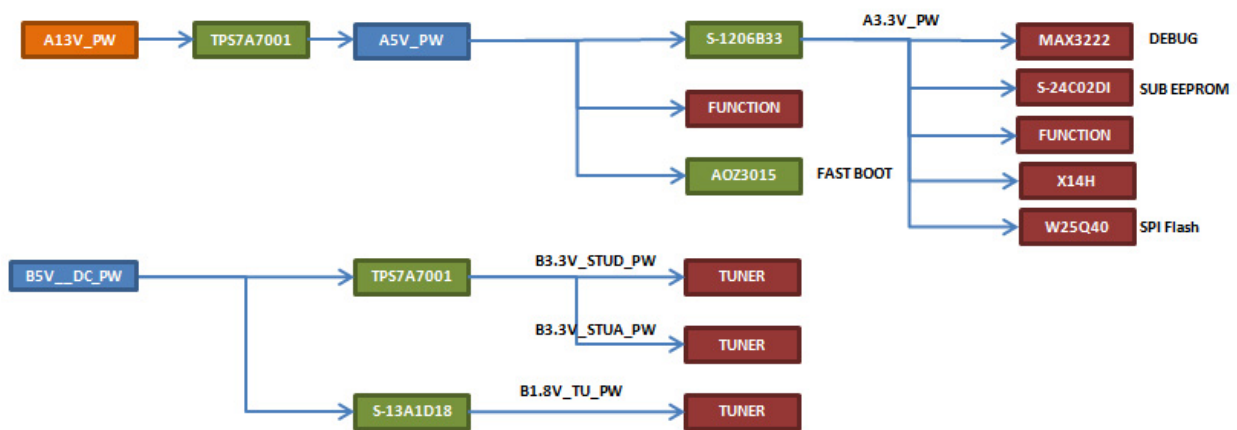 A3.3V_PW
A13V_PW
TPS7A7001
A5V_PW
S-1206B33
MAX3222
DEBUG
S-24C02DI
SUB EEPROM
FUNCTION
FUNCTION
AOZ3015
FAST BOOT
X14H
W25Q40
SPI Flash
B3.3V_STUD_PW
B5V__DC_PW
TPS7A7001
TUNER
B3.3V_STUA_PW
TUNER
B1.8V_TU_PW
S-13A1D18
TUNER